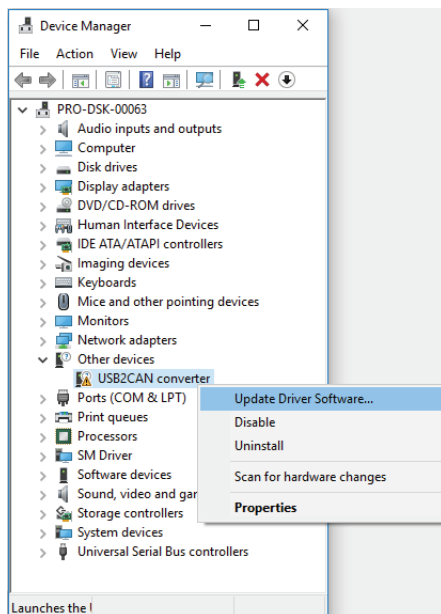 Device Manager
File Action View Help
PRO-DSK-00063
Audio inputs and outputs
Computer
Disk drives
Display adapters
DVD/CD-ROM drives
Human Interface Devices
IDE ATA/ATAPI controllers
Imaging devices
Keyboards
Mice and other pointing devices
Monitors
Network adapters
Other devices
USB2CAN converter
Ports (COM & LPT)
Print queues
Processors
SM Driver
Software devices
Sound, video and gar
Storage controllers
System devices
Universal Serial Bus controllers
Update Driver Software...
Disable
Uninstall
Scan for hardware changes
Properties
Launches the